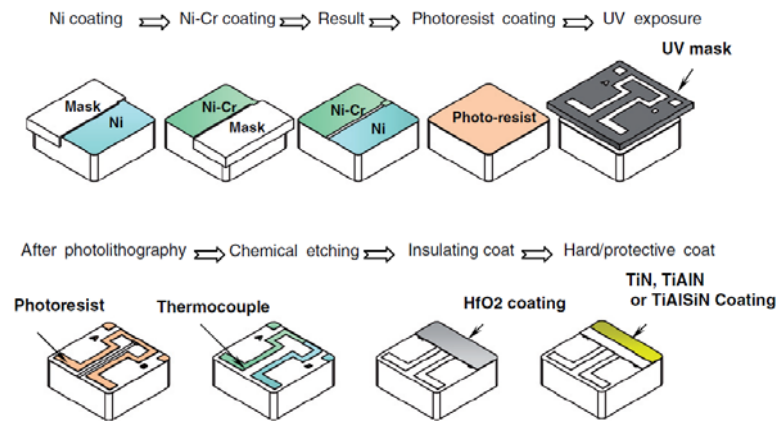 Ni coating Ni-Cr coating Result Photoresist coating UV exposure
UV mask
Mask
Ni
Ni-Cr
Mask
Ni-Cr
Ni
Photo-resist
A
After photolithography Chemical etching Insulating coat Hard/protective coat
Photoresist
Thermocouple
HfO2 coating
TiN, TiAlN
or TiAlSiN Coating
A
B
A
B